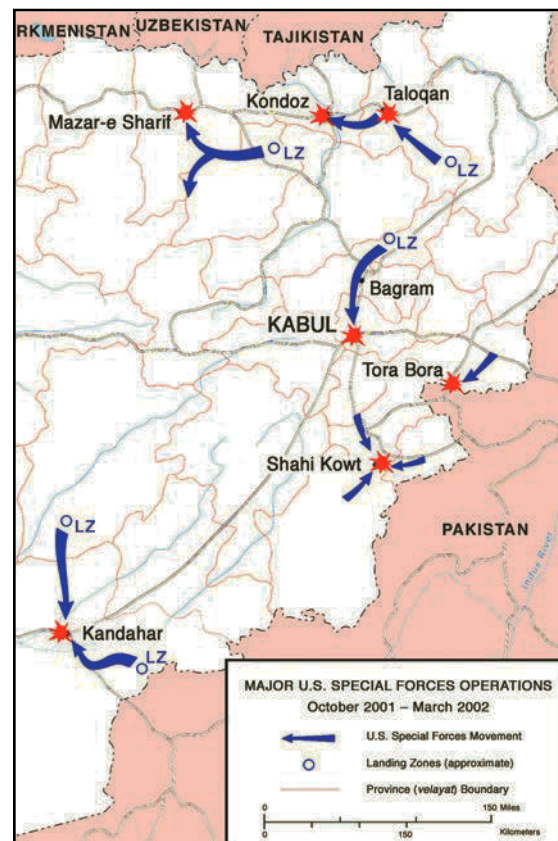 RKMENISTAN
UZBEKISTAN
TAJIKISTAN
Kondoz
Taloqan
Mazar-e Sharif
LZ
LZ
LZ
Bagram
KABUL
Tora Bora
Shahi Kowt
PAKISTAN
LZ
Indus River
Kandahar
LZ
MAJOR U.S. SPECIAL FORCES OPERATIONS
October 2001 – March 2002
U.S. Special Forces Movement
Landing Zones (approximate)
Province (velayat) Boundary
0 150 Miles
0 150 Kilometers